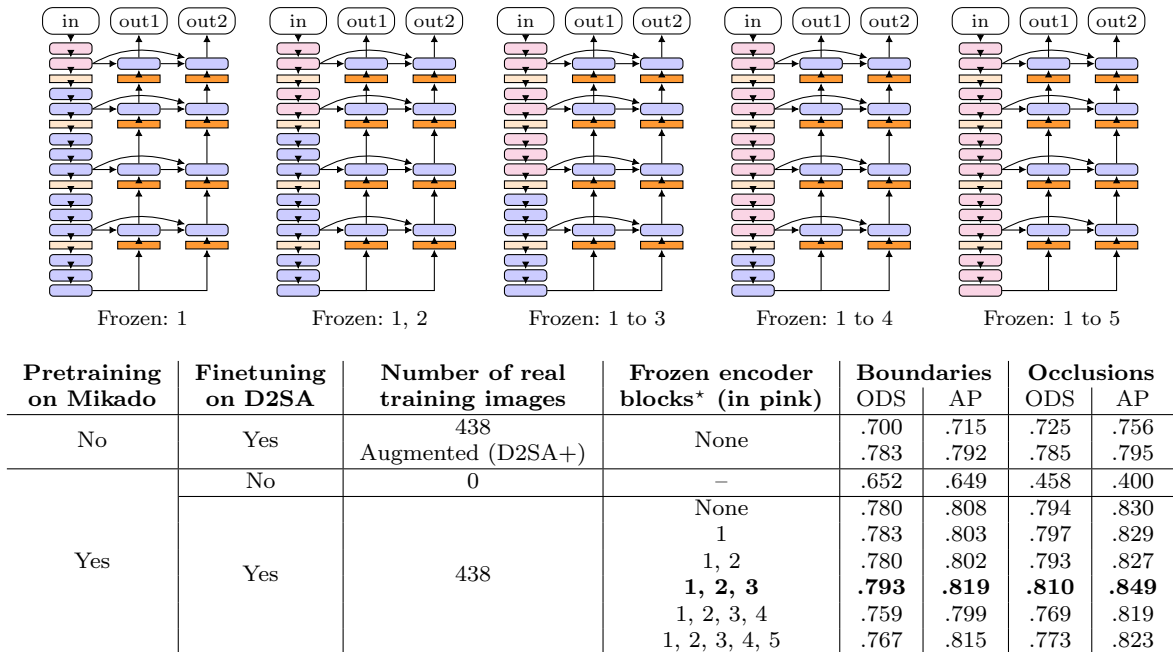 in out1 out2 in out1 out2 in out1 out2 in out1 out2 in out1 out2
Frozen: 1 Frozen: 1, 2 Frozen: 1 to 3 Frozen: 1 to 4 Frozen: 1 to 5
Pretraining Finetuning Number of real Frozen encoder Boundaries Occlusions
on Mikado on D2SA training images blocks* (in pink) ODS AP ODS AP
No Yes 438 None .700 .715 .725 .756
Augmented (D2SA+) .783 .792 .785 .795
No 0 – .652 .649 .458 .400
None .780 .808 .794 .830
1 .783 .803 .797 .829
Yes Yes 438 1, 2 .780 .802 .793 .827
1, 2, 3 .793 .819 .810 .849
1, 2, 3, 4 .759 .799 .769 .819
1, 2, 3, 4, 5 .767 .815 .773 .823